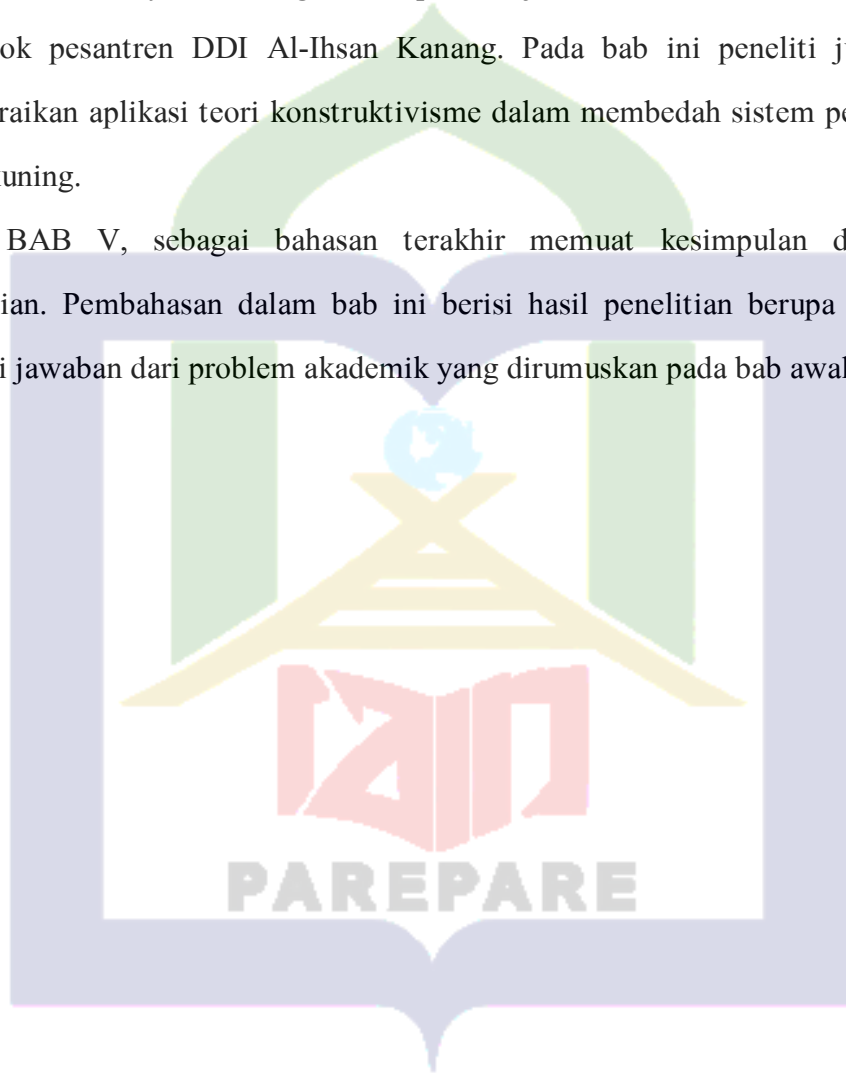 ok pesantren DDI Al-Ihsan Kanang. Pada bab ini peneliti ju
raikan aplikasi teori konstruktivisme dalam membedah sistem pe
uning.
BAB V, sebagai bahasan terakhir memuat kesimpulan d
ian. Pembahasan dalam bab ini berisi hasil penelitian berupa
i jawaban dari problem akademik yang dirumuskan pada bab awal
iain
PAREPARE